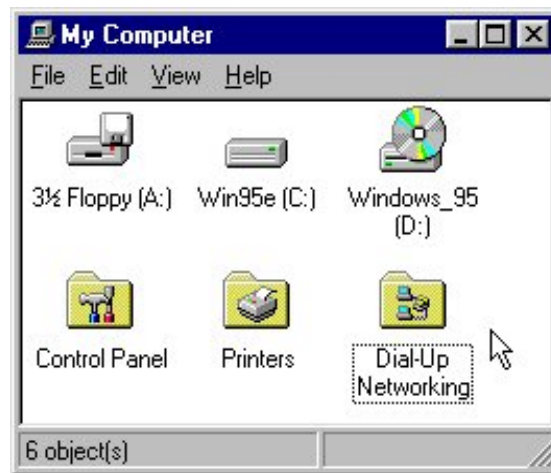 My Computer
File Edit View Help
3½ Floppy (A:) Win95e (C:) Windows_95
(D:)
Control Panel Printers Dial-Up
Networking
6 object(s)